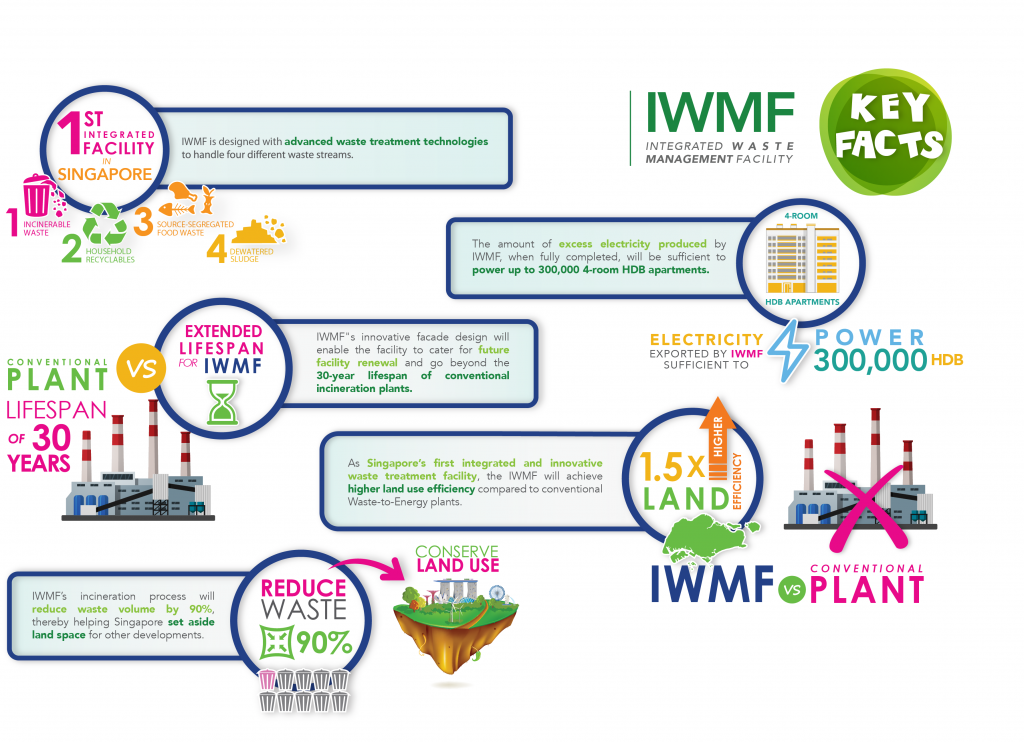 IWMF
INTEGRATED WASTE
MANAGEMENT FACILITY
KEY
FACTS
1ST
INTEGRATED
FACILITY
IN
SINGAPORE
IWMF is designed with advanced waste treatment technologies
to handle four different waste streams.
1 INCINERABLE
WASTE
2 HOUSEHOLD
RECYCLABLES
3 SOURCE-SEGREGATED
FOOD WASTE
4 DEWATERED
SLUDGE
The amount of excess electricity produced by
IWMF, when fully completed, will be sufficient to
power up to 300,000 4-room HDB apartments.
4-ROOM
HDB APARTMENTS
ELECTRICITY
EXPORTED BY IWMF
SUFFICIENT TO
POWER
300,000 HDB
CONVENTIONAL
PLANT
LIFESPAN
OF 30
YEARS
VS
EXTENDED
LIFESPAN
FOR IWMF
IWMF"s innovative facade design will
enable the facility to cater for future
facility renewal and go beyond the
30-year lifespan of conventional
incineration plants.
As Singapore's first integrated and innovative
waste treatment facility, the IWMF will achieve
higher land use efficiency compared to conventional
Waste-to-Energy plants.
1.5X
LAND
HIGHER
EFFICIENCY
IWMF VS CONVENTIONAL
PLANT
IWMF's incineration process will
reduce waste volume by 90%,
thereby helping Singapore set aside
land space for other developments.
REDUCE
WASTE
90%
CONSERVE
LAND USE